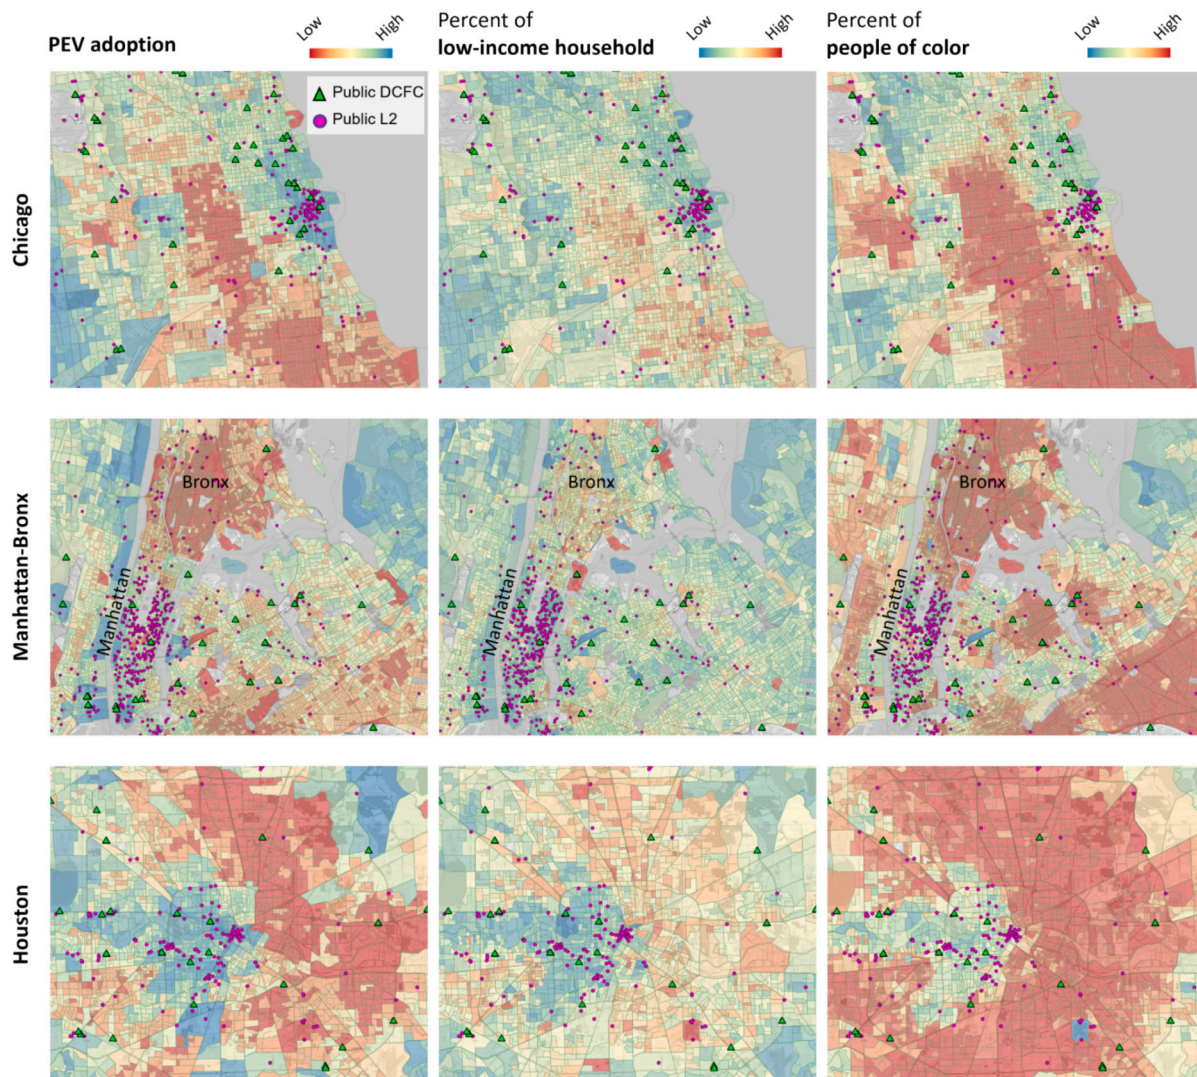 PEV adoption
Low
High
Percent of
low-income household
Low
High
Percent of
people of color
Low
High
Public DCFC
Public L2
Chicago
Manhattan-Bronx
Bronx
Manhattan
Bronx
Manhattan
Bronx
Manhattan
Houston